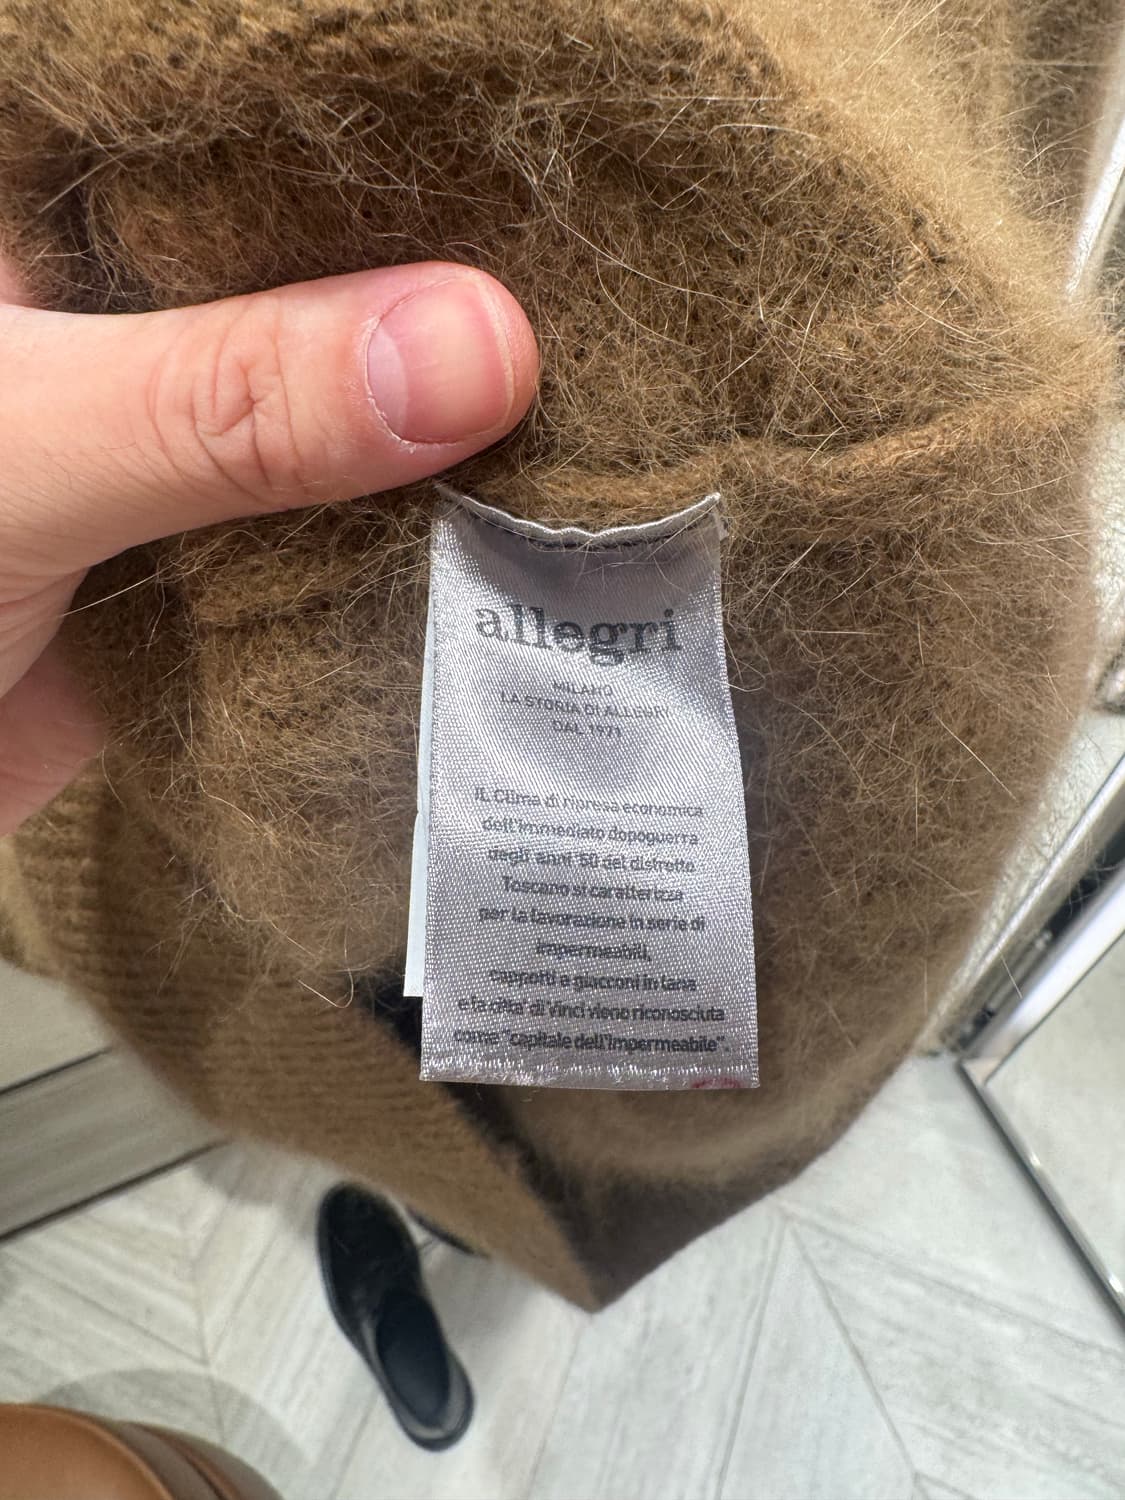 allegri
MILANO
LA STORIA DI ALLEGRI
DAL 1971
IL Clima di ripresa economica
dell'immediato dopoguerra
degli anni '50 del distretto
Toscano si caratterizza
per la lavorazione in serie di
impermeabili,
cappotti e giacconi in lana
e la citta' di Vinci viene riconosciuta
come "capitale dell'impermeabile".